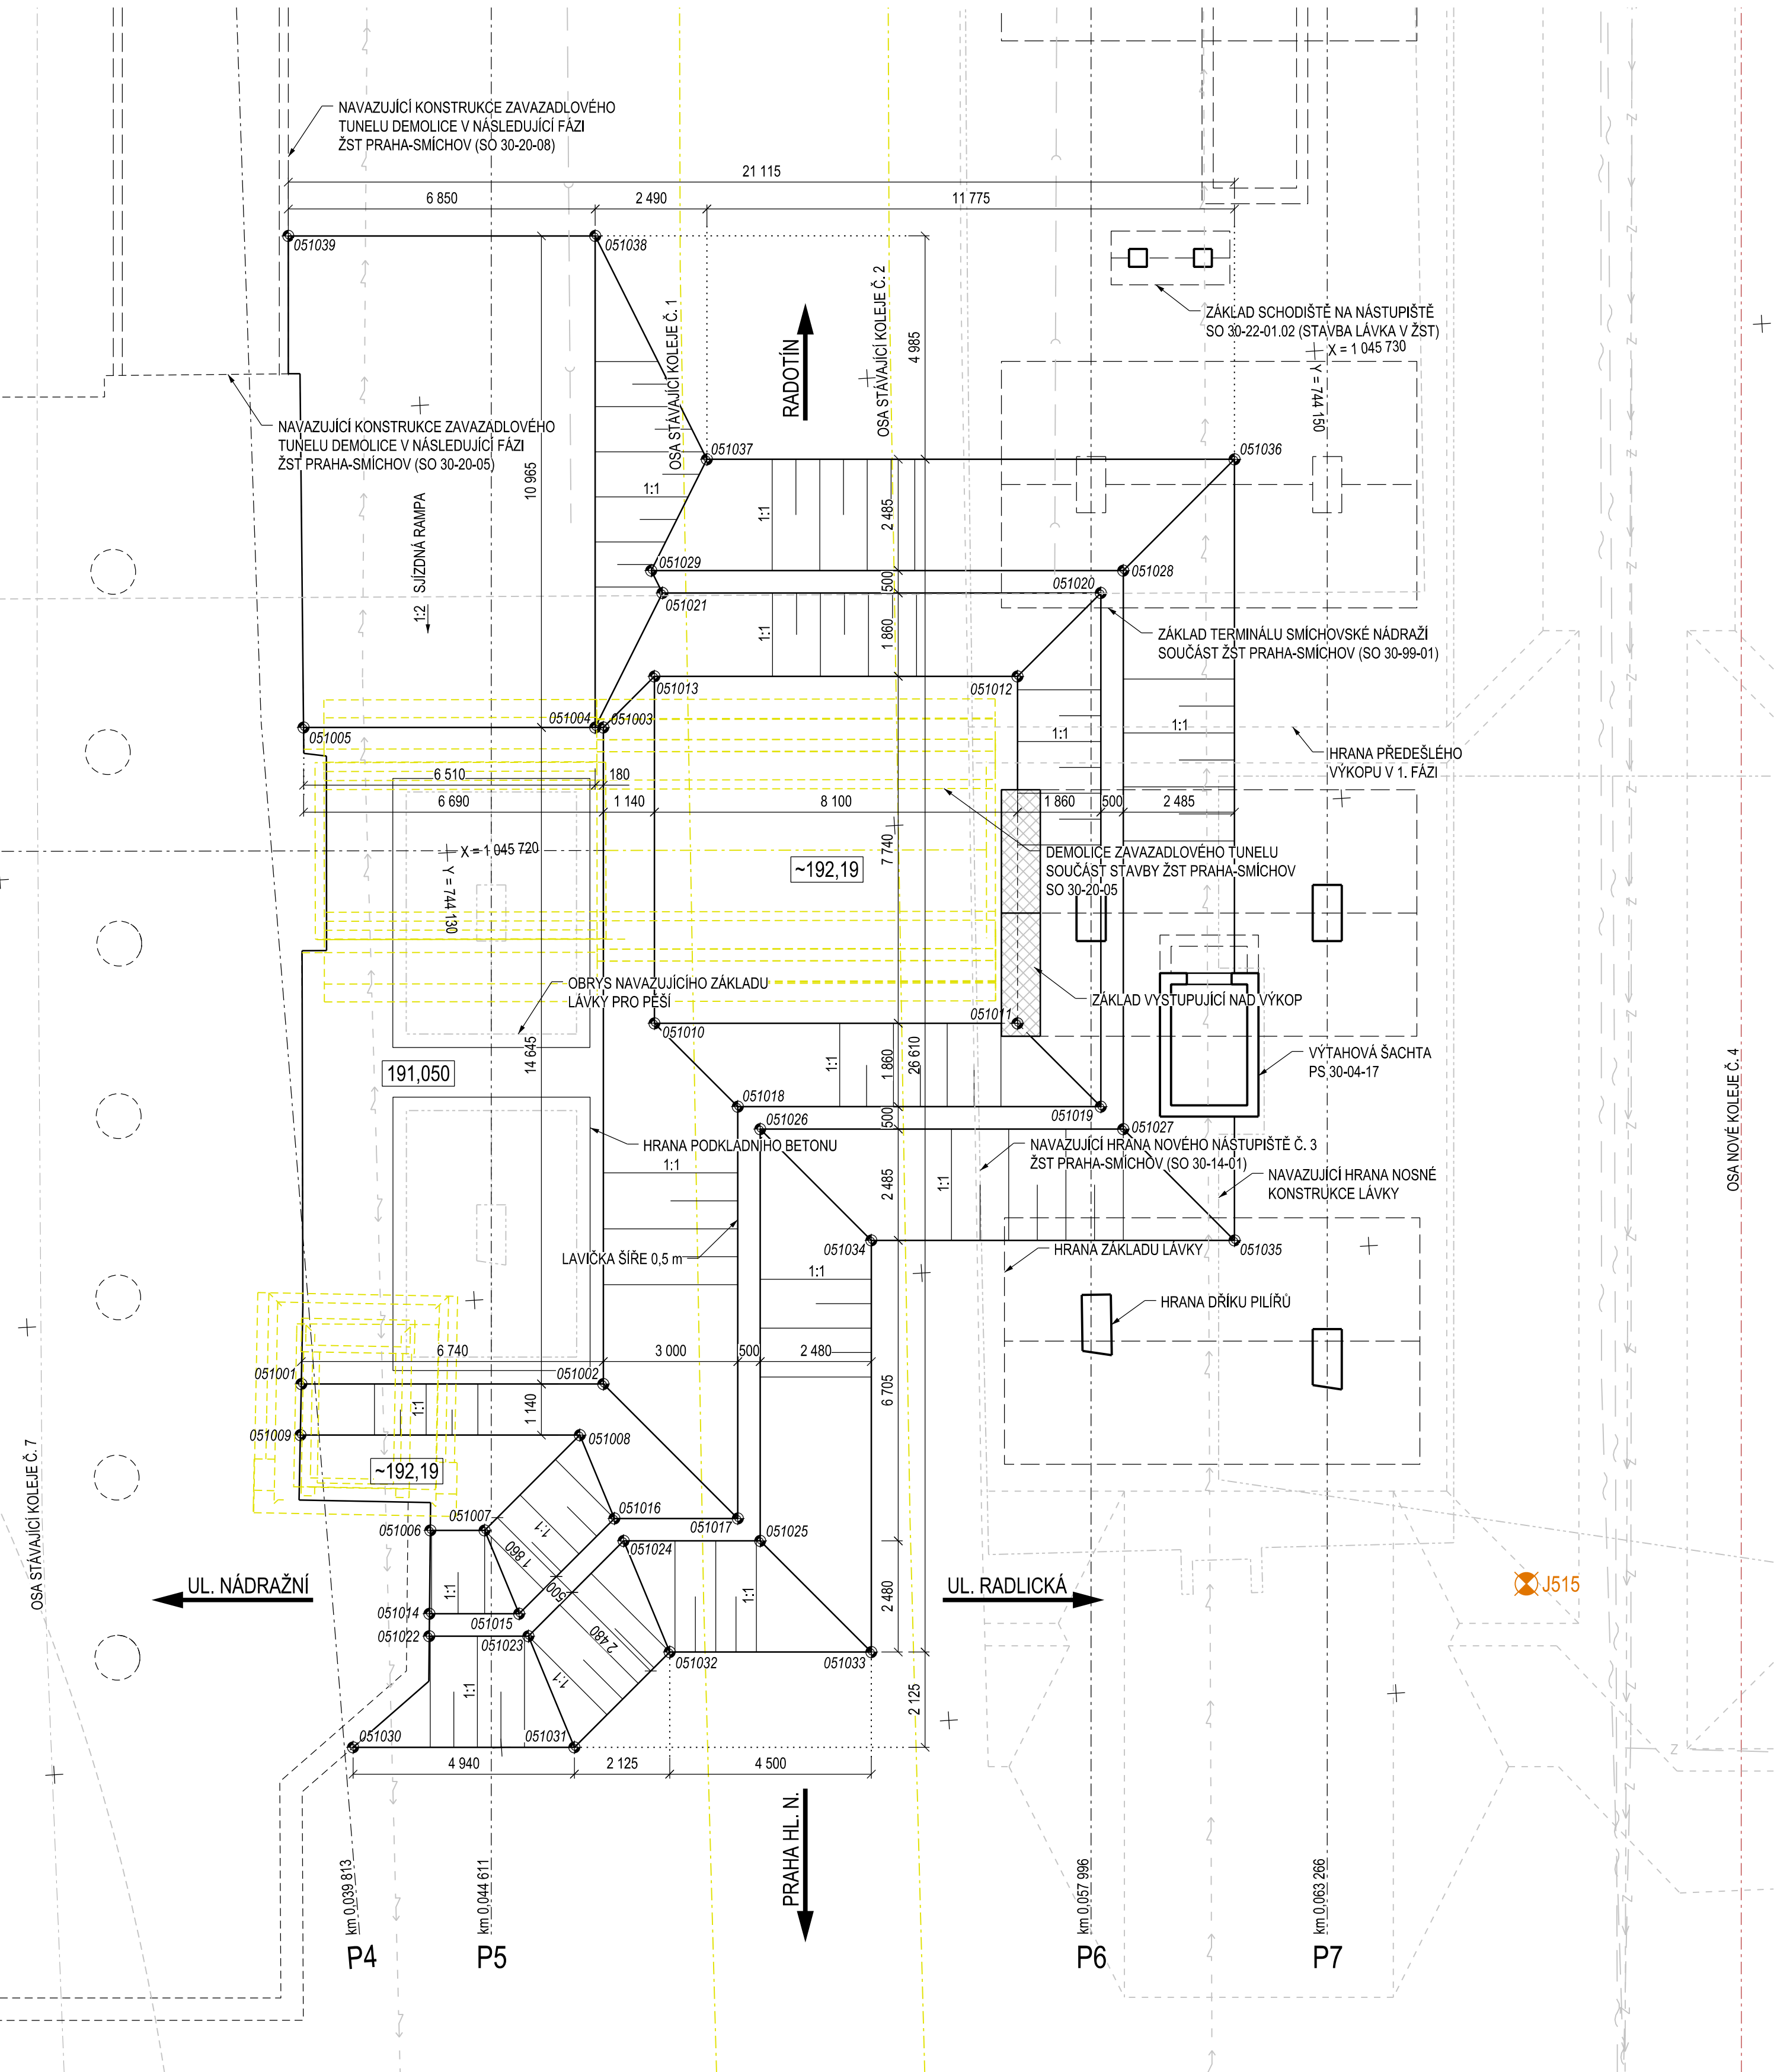 NAVAZUJÍCÍ KONSTRUKCE ZAVAZADLOVÉHO
TUNELU DEMOLICE V NÁSLEDUJÍCÍ FÁZI
ŽST PRAHA-SMÍCHOV (SO 30-20-08)
21 115
6 850
2 490
11 775
051039
051038
OSA STÁVAJÍCÍ KOLEJE Č. 1
OSA STÁVAJÍCÍ KOLEJE Č. 2
RADOTÍN
4 985
ZÁKLAD SCHODIŠTĚ NA NÁSTUPIŠTĚ
SO 30-22-01.02 (STAVBA LÁVKA V ŽST)
X = 1 045 730
Y = 744 150
NAVAZUJÍCÍ KONSTRUKCE ZAVAZADLOVÉHO
TUNELU DEMOLICE V NÁSLEDUJÍCÍ FÁZI
ŽST PRAHA-SMÍCHOV (SO 30-20-05)
10 965
1:2 SJÍZDNÁ RAMPA
051037
051036
1:1
1:1
2 485
051029
051028
500
051020
051021
1:1
1 860
ZÁKLAD TERMINÁLU SMÍCHOVSKÉ NÁDRAŽÍ
SOUČÁST ŽST PRAHA-SMÍCHOV (SO 30-99-01)
051013
051012
051004
051003
051005
1:1
1:1
HRANA PŘEDEŠLÉHO
VÝKOPU V 1. FÁZI
6 510
180
6 690
1 140
8 100
1 860
500
2 485
X = 1 045 720
Y = 744 130
~192,19
7 740
DEMOLICE ZAVAZADLOVÉHO TUNELU
SOUČÁST STAVBY ŽST PRAHA-SMÍCHOV
SO 30-20-05
OBRYS NAVAZUJÍCÍHO ZÁKLADU
LÁVKY PRO PĚŠÍ
ZÁKLAD VYSTUPUJÍCÍ NAD VÝKOP
051010
051011
14 645
191,050
1:1
1 860
26 610
VÝTAHOVÁ ŠACHTA
PS 30-04-17
OSA NOVÉ KOLEJE Č. 4
051018
051019
051026
500
051027
HRANA PODKLADNÍHO BETONU
1:1
NAVAZUJÍCÍ HRANA NOVÉHO NÁSTUPIŠTĚ Č. 3
ŽST PRAHA-SMÍCHOV (SO 30-14-01)
2 485
1:1
NAVAZUJÍCÍ HRANA NOSNÉ
KONSTRUKCE LÁVKY
051034
051035
LAVIČKA ŠÍŘE 0,5 m
HRANA ZÁKLADU LÁVKY
1:1
HRANA DŘÍKU PILÍŘŮ
6 740
3 000
500
2 480
051001
051002
6 705
1:1
1 140
051009
051008
~192,19
OSA STÁVAJÍCÍ KOLEJE Č. 7
051007
051016
051006
051017
051025
1:1
051024
1 860
500
UL. NÁDRAŽNÍ
UL. RADLICKÁ
J515
1:1
1:1
2 480
051014
051015
051022
051023
2 480
051032
051033
1:1
1:1
2 125
051030
051031
4 940
2 125
4 500
PRAHA HL. N.
km 0,039 813
km 0,044 611
km 0,057 996
km 0,063 266
P4
P5
P6
P7